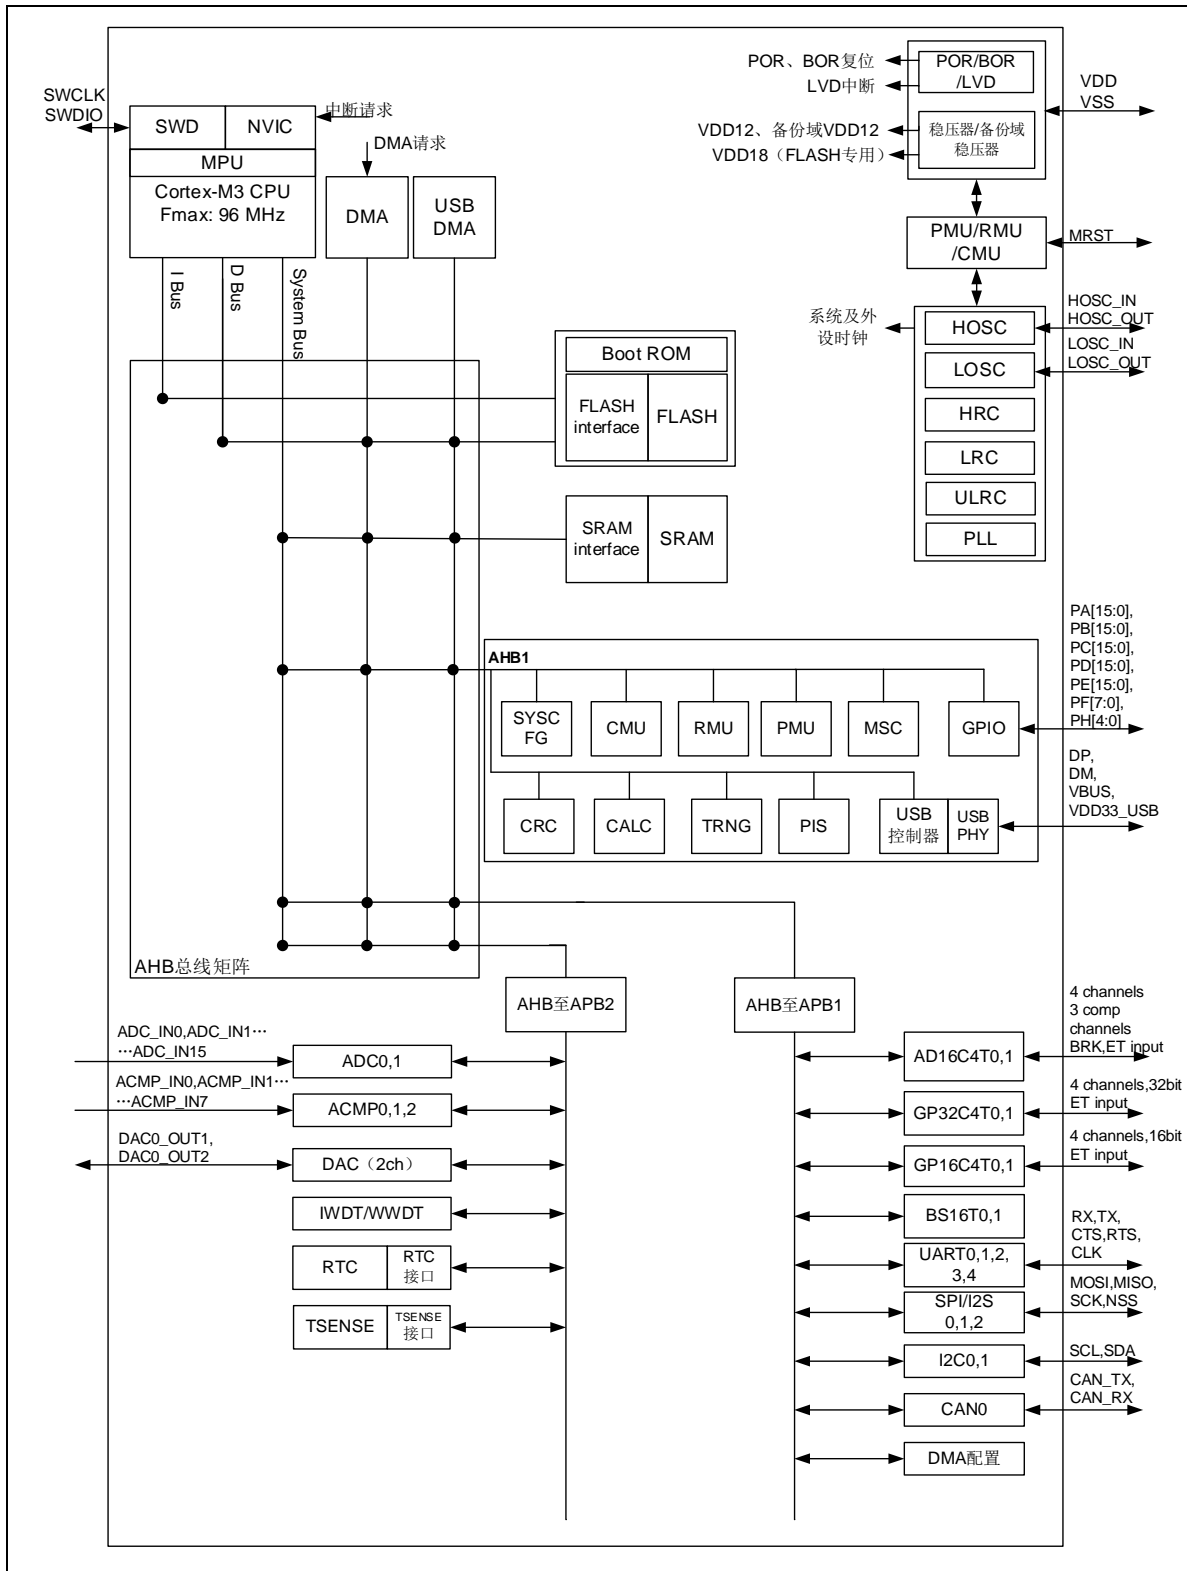 POR、BOR复位
LVD中断
POR/BOR
/LVD
VDD
VSS
VDD12、备份域VDD12
VDD18（FLASH专用）
稳压器/备份域
稳压器
SWCLK
SWDIO
中断请求
SWD
NVIC
MPU
Cortex-M3 CPU
Fmax: 96 MHz
DMA请求
DMA
USB
DMA
PMU/RMU
/CMU
MRST
I Bus
D Bus
System Bus
系统及外
设时钟
HOSC
LOSC
HRC
LRC
ULRC
PLL
HOSC_IN
HOSC_OUT
LOSC_IN
LOSC_OUT
Boot ROM
FLASH
interface
FLASH
SRAM
interface
SRAM
AHB1
SYSC
FG
CMU
RMU
PMU
MSC
GPIO
PA[15:0],
PB[15:0],
PC[15:0],
PD[15:0],
PE[15:0],
PF[7:0],
PH[4:0]
CRC
CALC
TRNG
PIS
USB
控制器
USB
PHY
DP,
DM,
VBUS,
VDD33_USB
AHB总线矩阵
AHB至APB2
AHB至APB1
ADC_IN0,ADC_IN1…
…ADC_IN15
ADC0,1
ACMP_IN0,ACMP_IN1…
…ACMP_IN7
ACMP0,1,2
DAC0_OUT1,
DAC0_OUT2
DAC（2ch）
IWDT/WWDT
RTC
RTC
接口
TSENSE
TSENSE
接口
AD16C4T0,1
4 channels
3 comp
channels
BRK,ET input
GP32C4T0,1
4 channels,32bit
ET input
GP16C4T0,1
4 channels,16bit
ET input
BS16T0,1
UART0,1,2,
3,4
RX,TX,
CTS,RTS,
CLK
SPI/I2S
0,1,2
MOSI,MISO,
SCK,NSS
I2C0,1
SCL,SDA
CAN0
CAN_TX,
CAN_RX
DMA配置